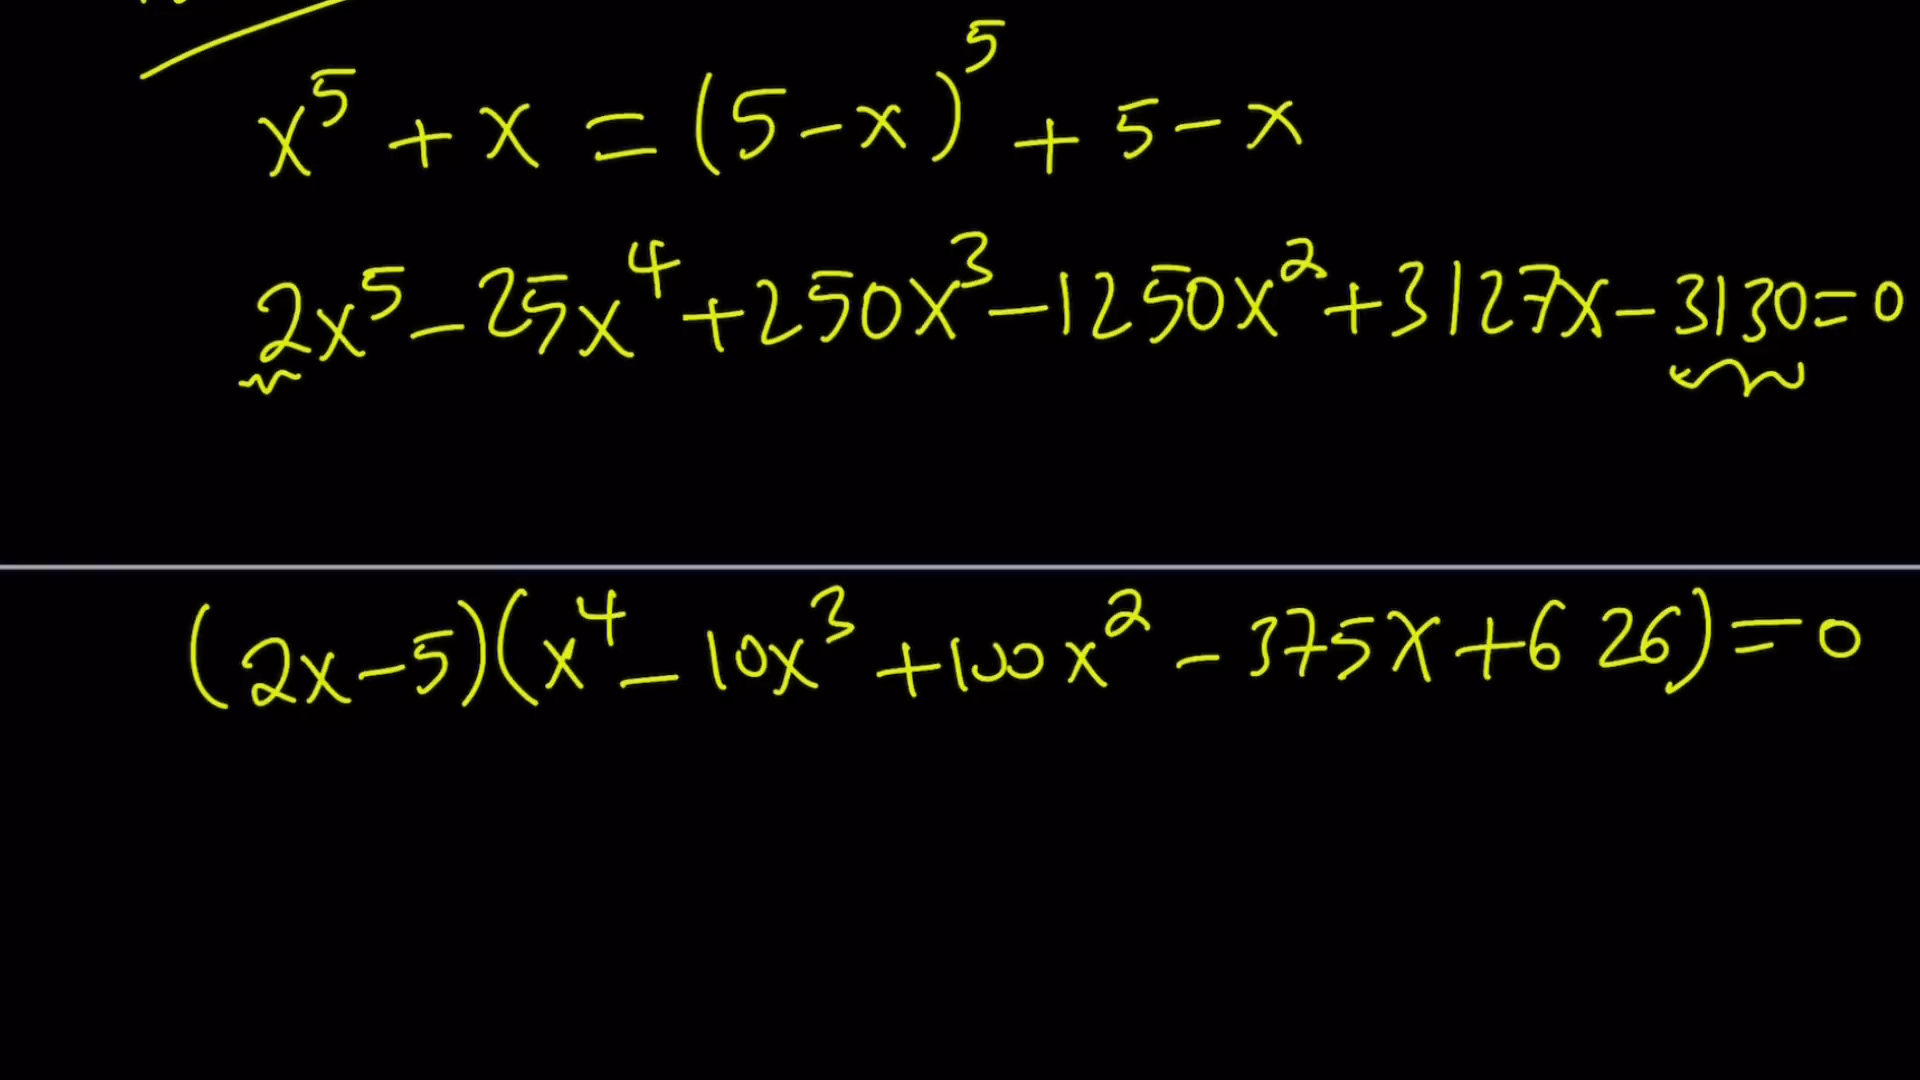 x⁵ + x = (5 - x)⁵ + 5 - x
2x⁵ - 25x⁴ + 250x³ - 1250x² + 3127x - 3130 = 0
(2x - 5)(x⁴ - 10x³ + 100x² - 375x + 626) = 0